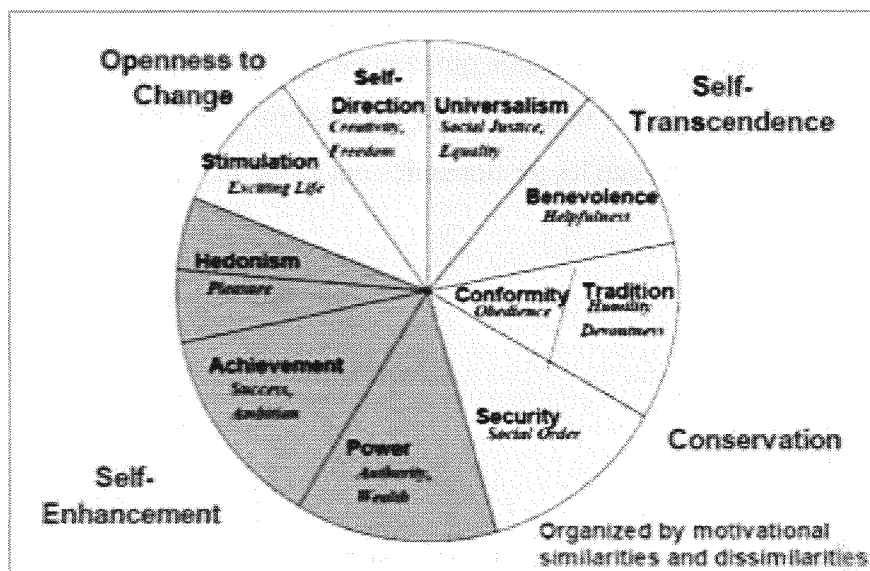 Openness to
Change
Self-
Direction
Creativity,
Freedom
Universalism
Social Justice,
Equality
Self-
Transcendence
Stimulation
Exciting Life
Benevolence
Helpfulness
Hedonism
Pleasure
Conformity
Obedience
Tradition
Humility
Devoutness
Achievement
Success,
Ambition
Security
Social Order
Power
Authority,
Wealth
Conservation
Self-
Enhancement
Organized by motivational
similarities and dissimilarities